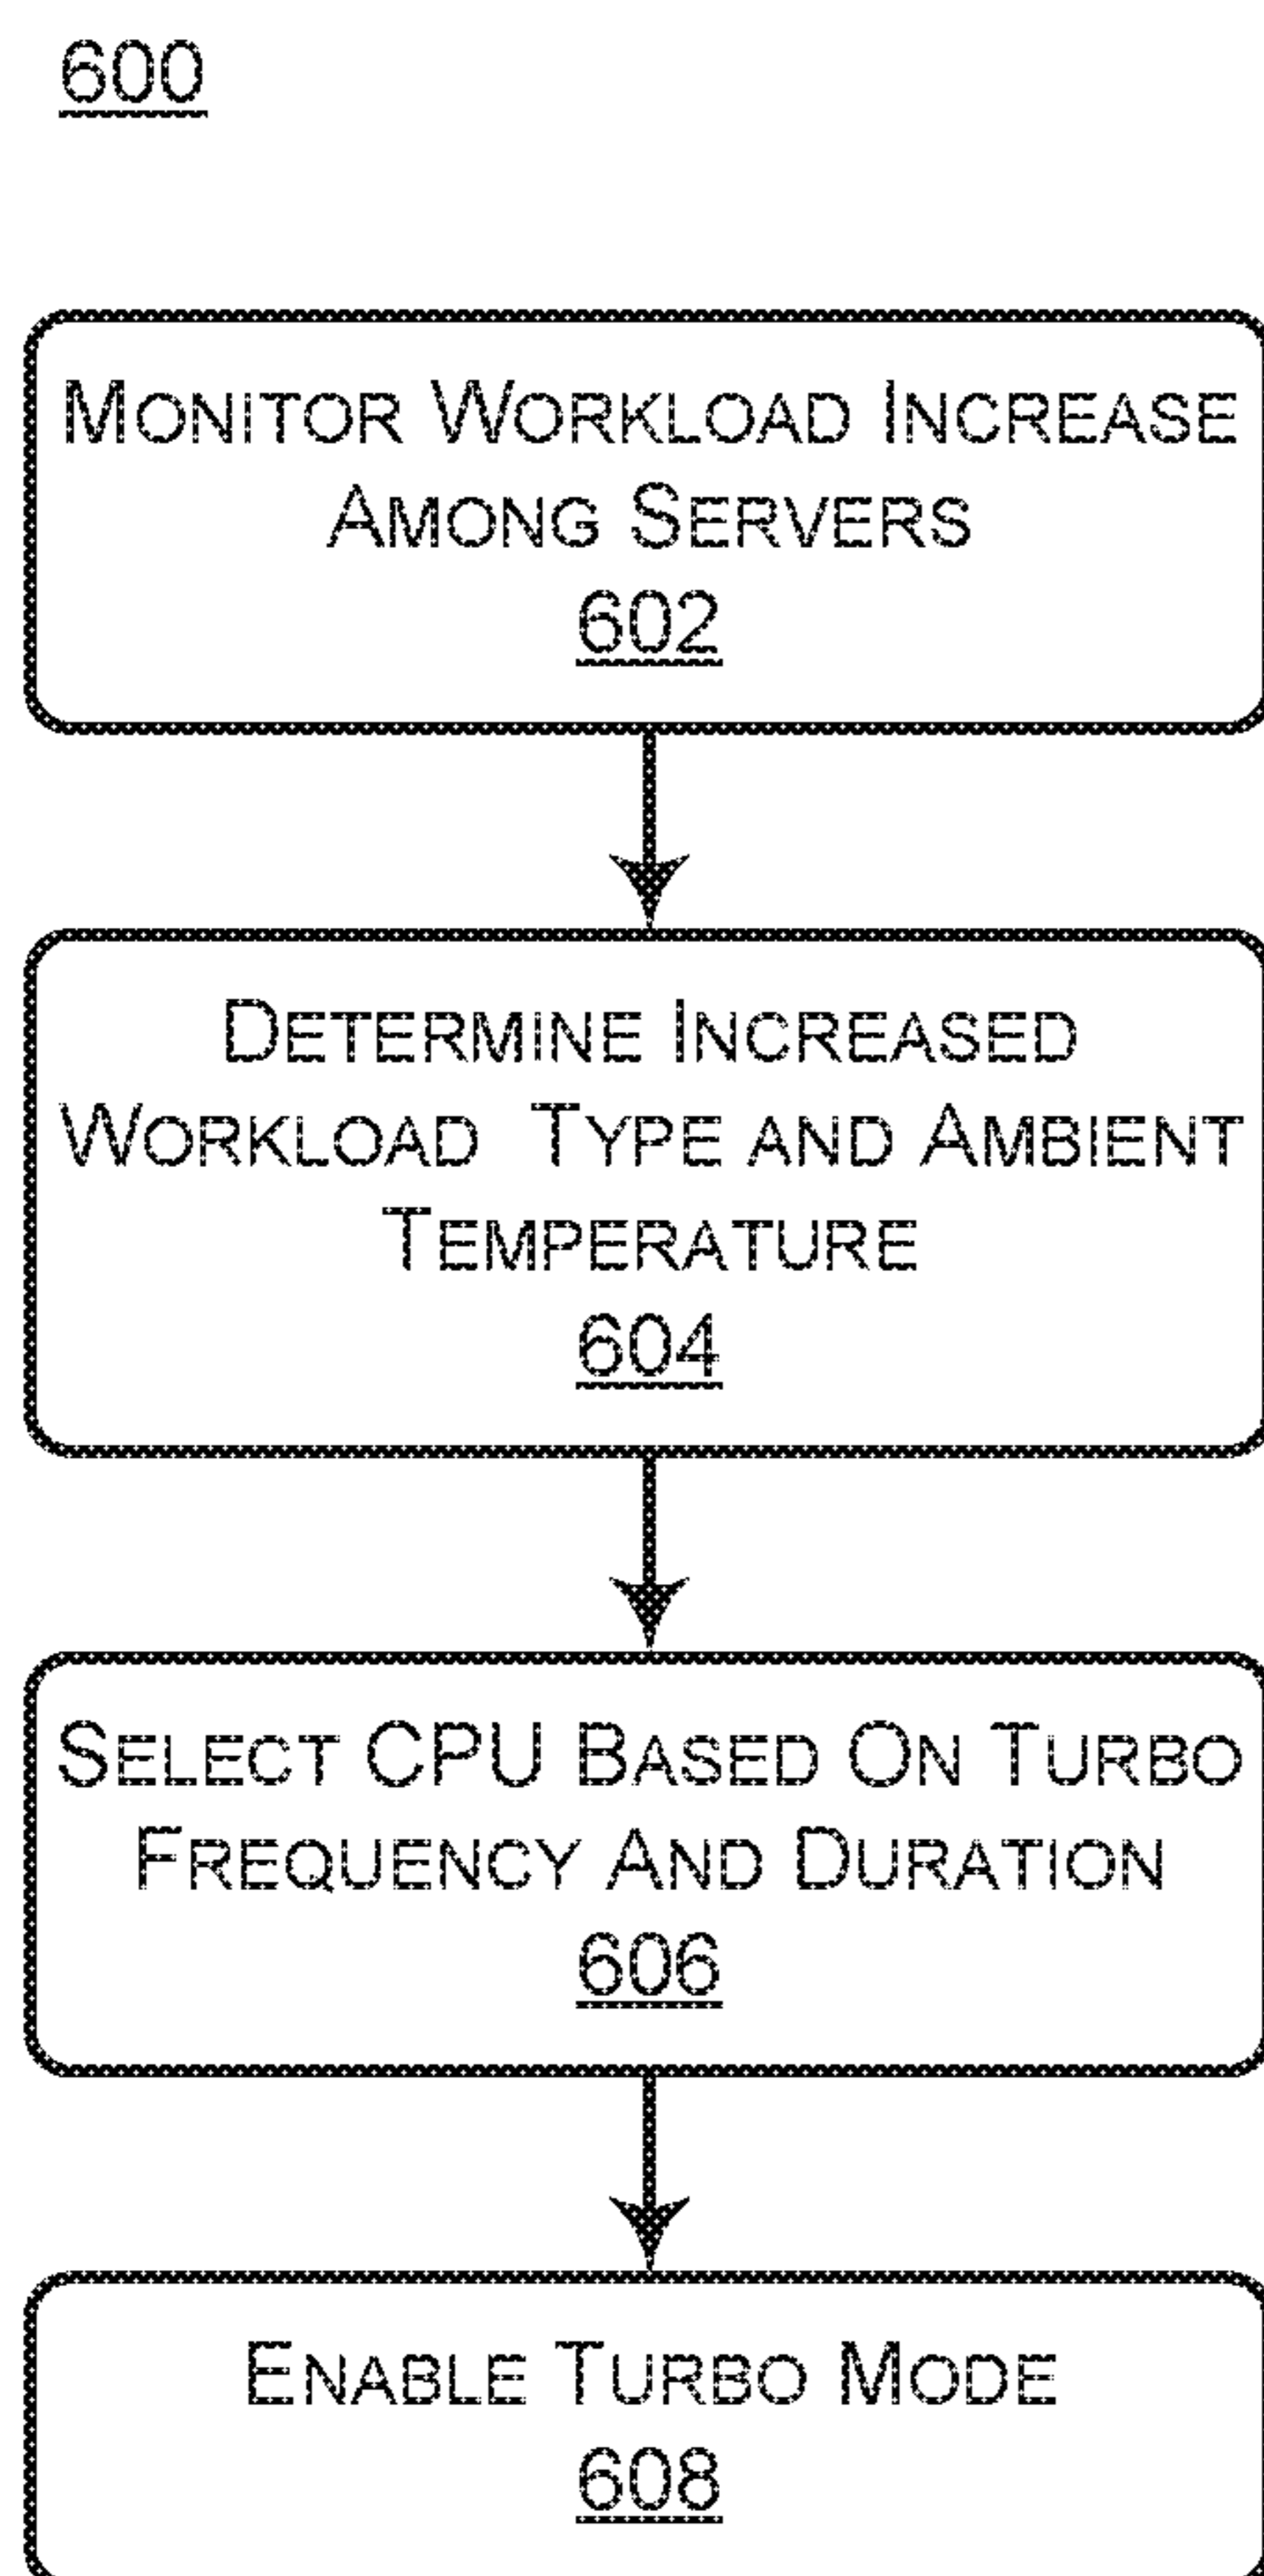 600
MONITOR WORKLOAD INCREASE
AMONG SERVERS
602
DETERMINE INCREASED
WORKLOAD TYPE AND AMBIENT
TEMPERATURE
604
SELECT CPU BASED ON TURBO
FREQUENCY AND DURATION
606
ENABLE TURBO MODE
608